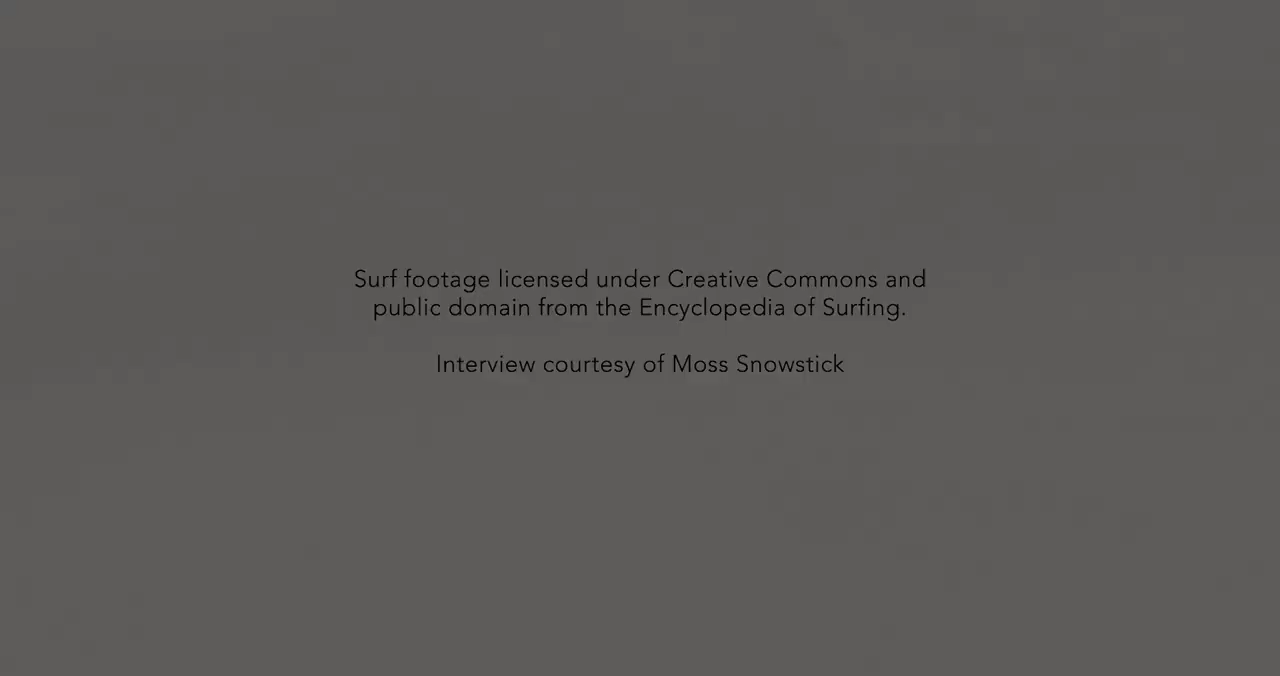 Surf footage licensed under Creative Commons and
public domain from the Encyclopedia of Surfing.
Interview courtesy of Moss Snowstick